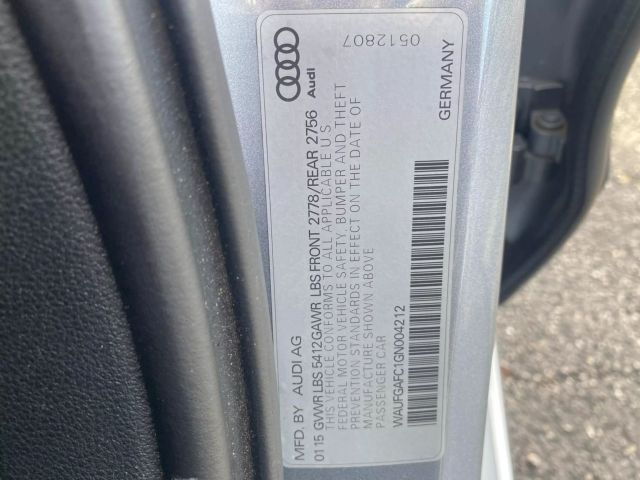 MFD. BY AUDI AG
01 15 GVWR LBS 5412 GAWR LBS FRONT 2778/REAR 2756
THIS VEHICLE CONFORMS TO ALL APPLICABLE U S
FEDERAL MOTOR VEHICLE SAFETY, BUMPER AND THEFT
PREVENTION STANDARDS IN EFFECT ON THE DATE OF
MANUFACTURE SHOWN ABOVE
PASSENGER CAR
WAUFGAFC1GN004212
Audi
0512807
GERMANY